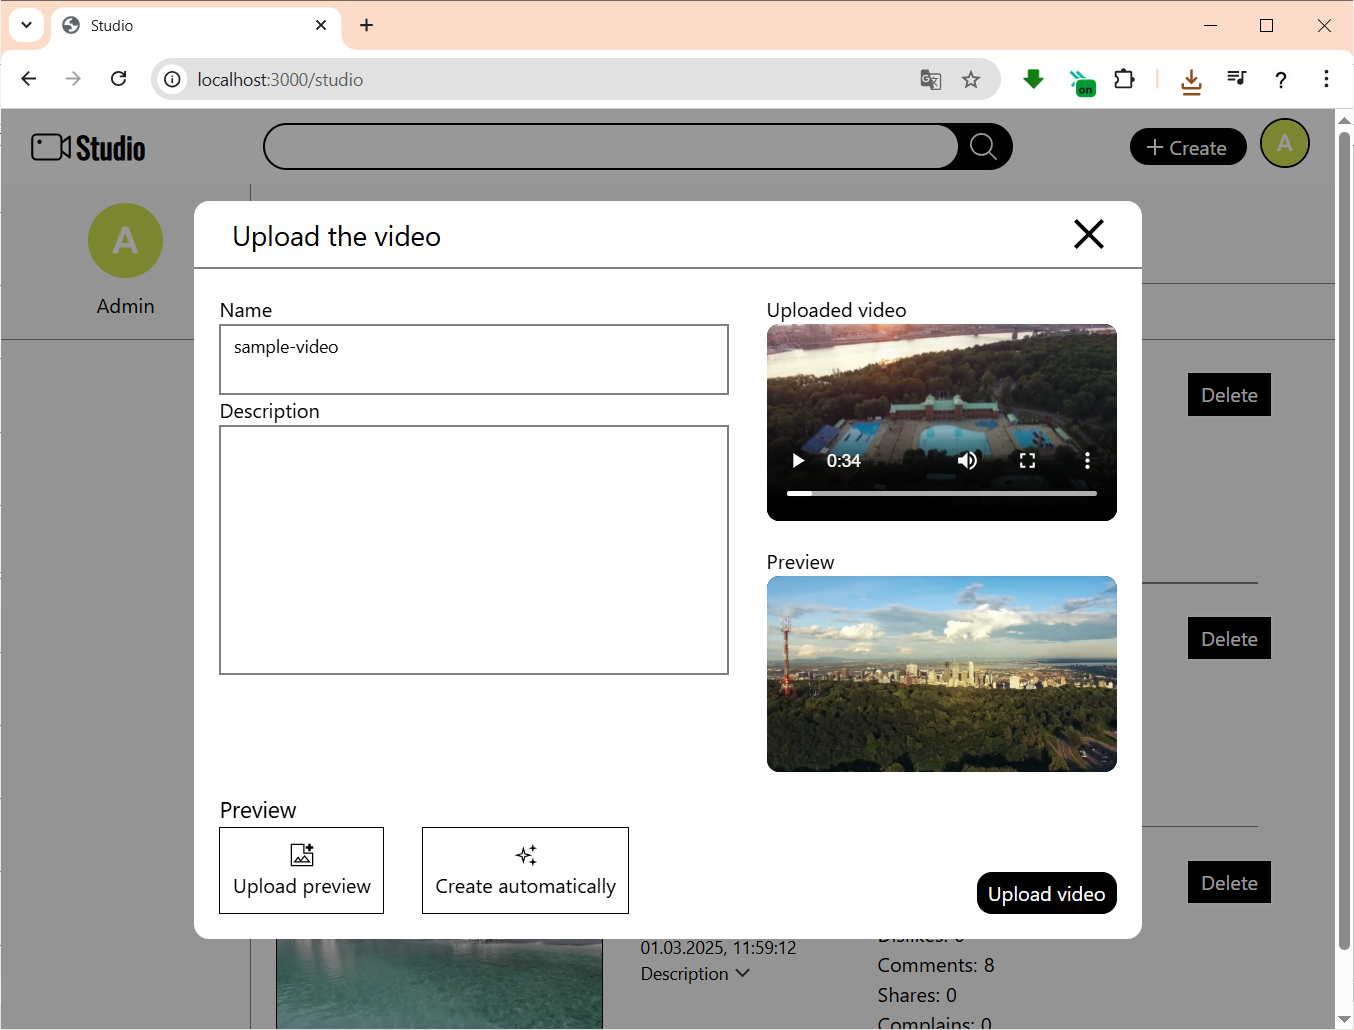 Studio
localhost:3000/studio
on
Studio
+ Create
A
A
Admin
Upload the video
Name
sample-video
Description
Uploaded video
0:34
Preview
Preview
Upload preview
Create automatically
Upload video
Delete
Delete
Delete
01.03.2025, 11:59:12
Description
Dislikes: 0
Comments: 8
Shares: 0
Complains: 0